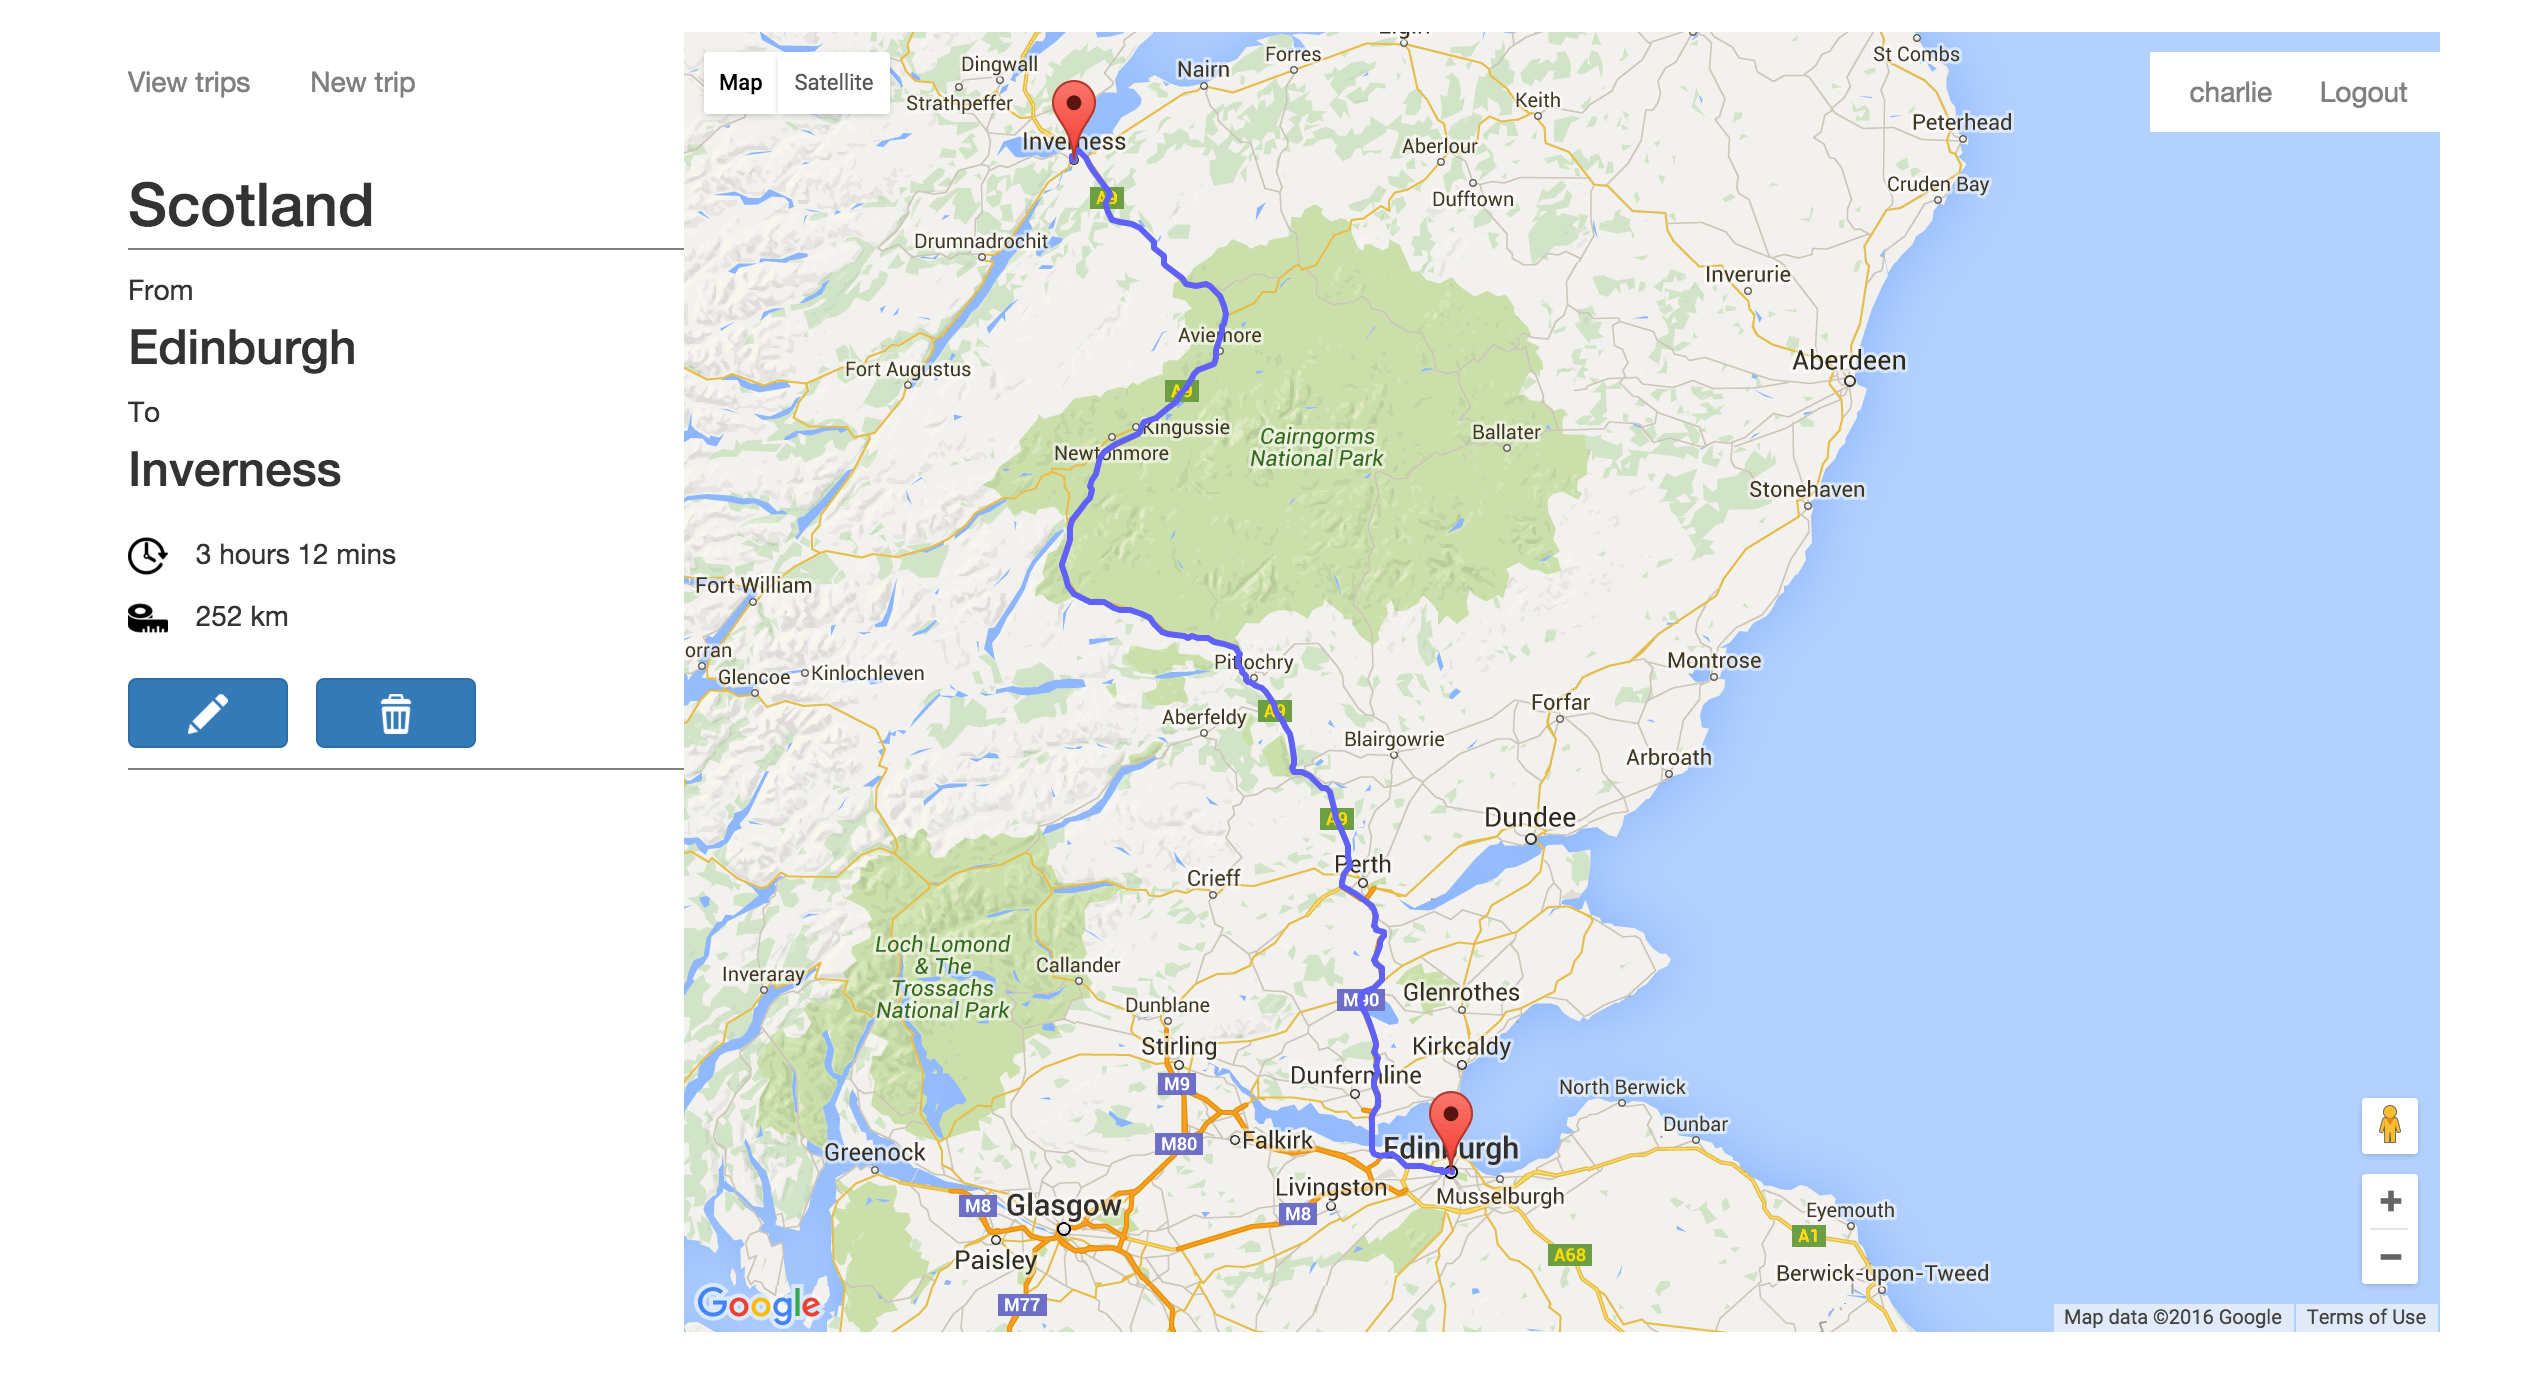 View trips New trip
Scotland
From
Edinburgh
To
Inverness
3 hours 12 mins
252 km
Map Satellite
charlie Logout
Dingwall
Strathpeffer
Inverness
Nairn
Forres
Elgin
St Combs
Keith
Peterhead
Aberlour
Dufftown
Cruden Bay
A9
Drumnadrochit
Inverurie
Aviemore
Aberdeen
Fort Augustus
A9
Kingussie
Newtonmore
Cairngorms
National Park
Ballater
Stonehaven
Fort William
orran
Glencoe
Kinlochleven
Pitlochry
Montrose
A9
Aberfeldy
Forfar
Blairgowrie
Arbroath
A9
Dundee
Perth
Crieff
Loch Lomond
& The
Trossachs
National Park
Inveraray
Callander
Dunblane
M90
Glenrothes
Stirling
Kirkcaldy
M9
Dunfermline
North Berwick
Dunbar
M80
Falkirk
Edinburgh
Greenock
Livingston
Musselburgh
M8
Glasgow
M8
Eyemouth
A1
Paisley
A68
Berwick-upon-Tweed
M77
Google
Map data ©2016 Google Terms of Use